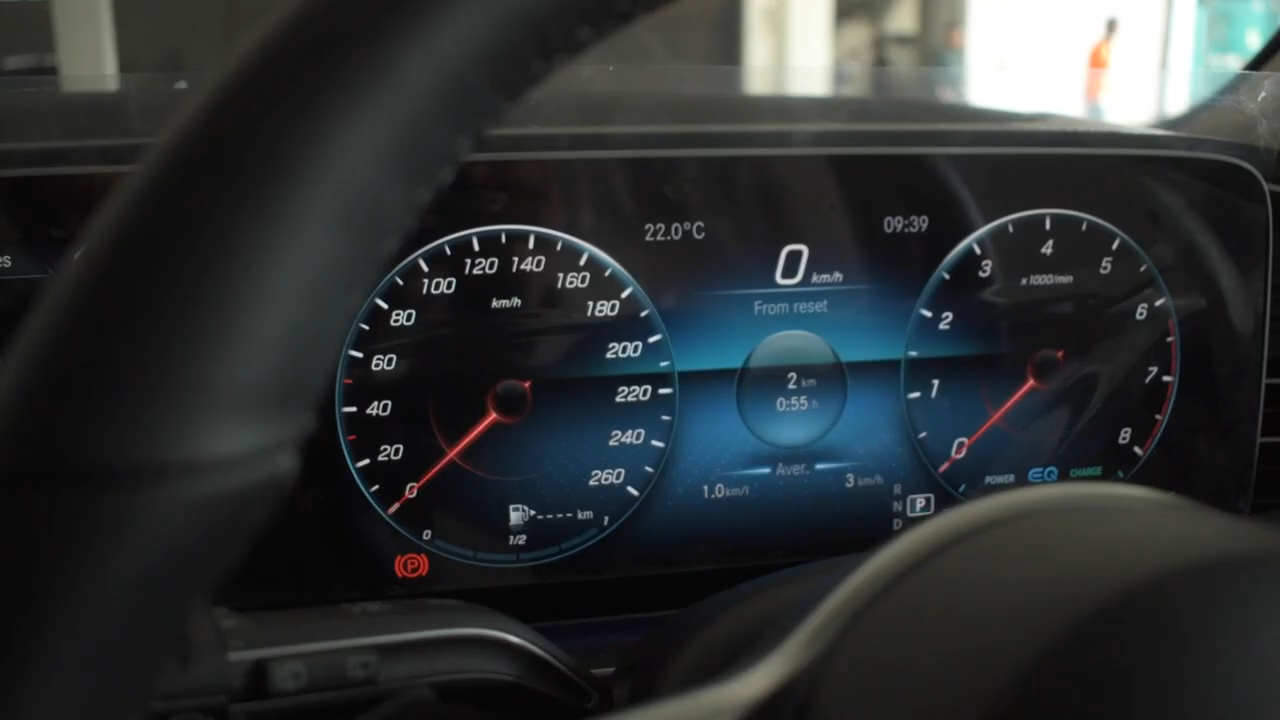 es
22.0°C
09:39
0 km/h
From reset
2 km
0:55 h
Aver.
1.0 km/l
3 km/h
0
20
40
60
80
100
120
140
160
180
200
220
240
260
km/h
---- km
0
1/2
1
P
0
1
2
3
4
5
6
7
8
x1000/min
POWER
EQ
CHARGE
R
N
D
P